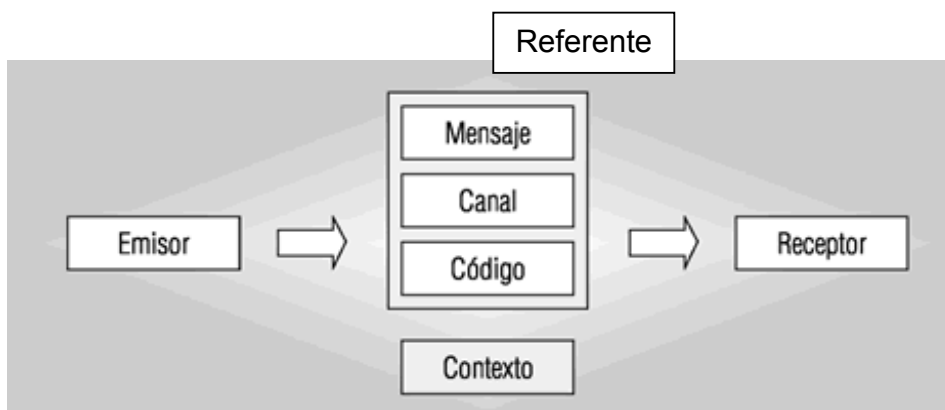 Referente
Mensaje
Canal
Emisor
Receptor
Código
Contexto